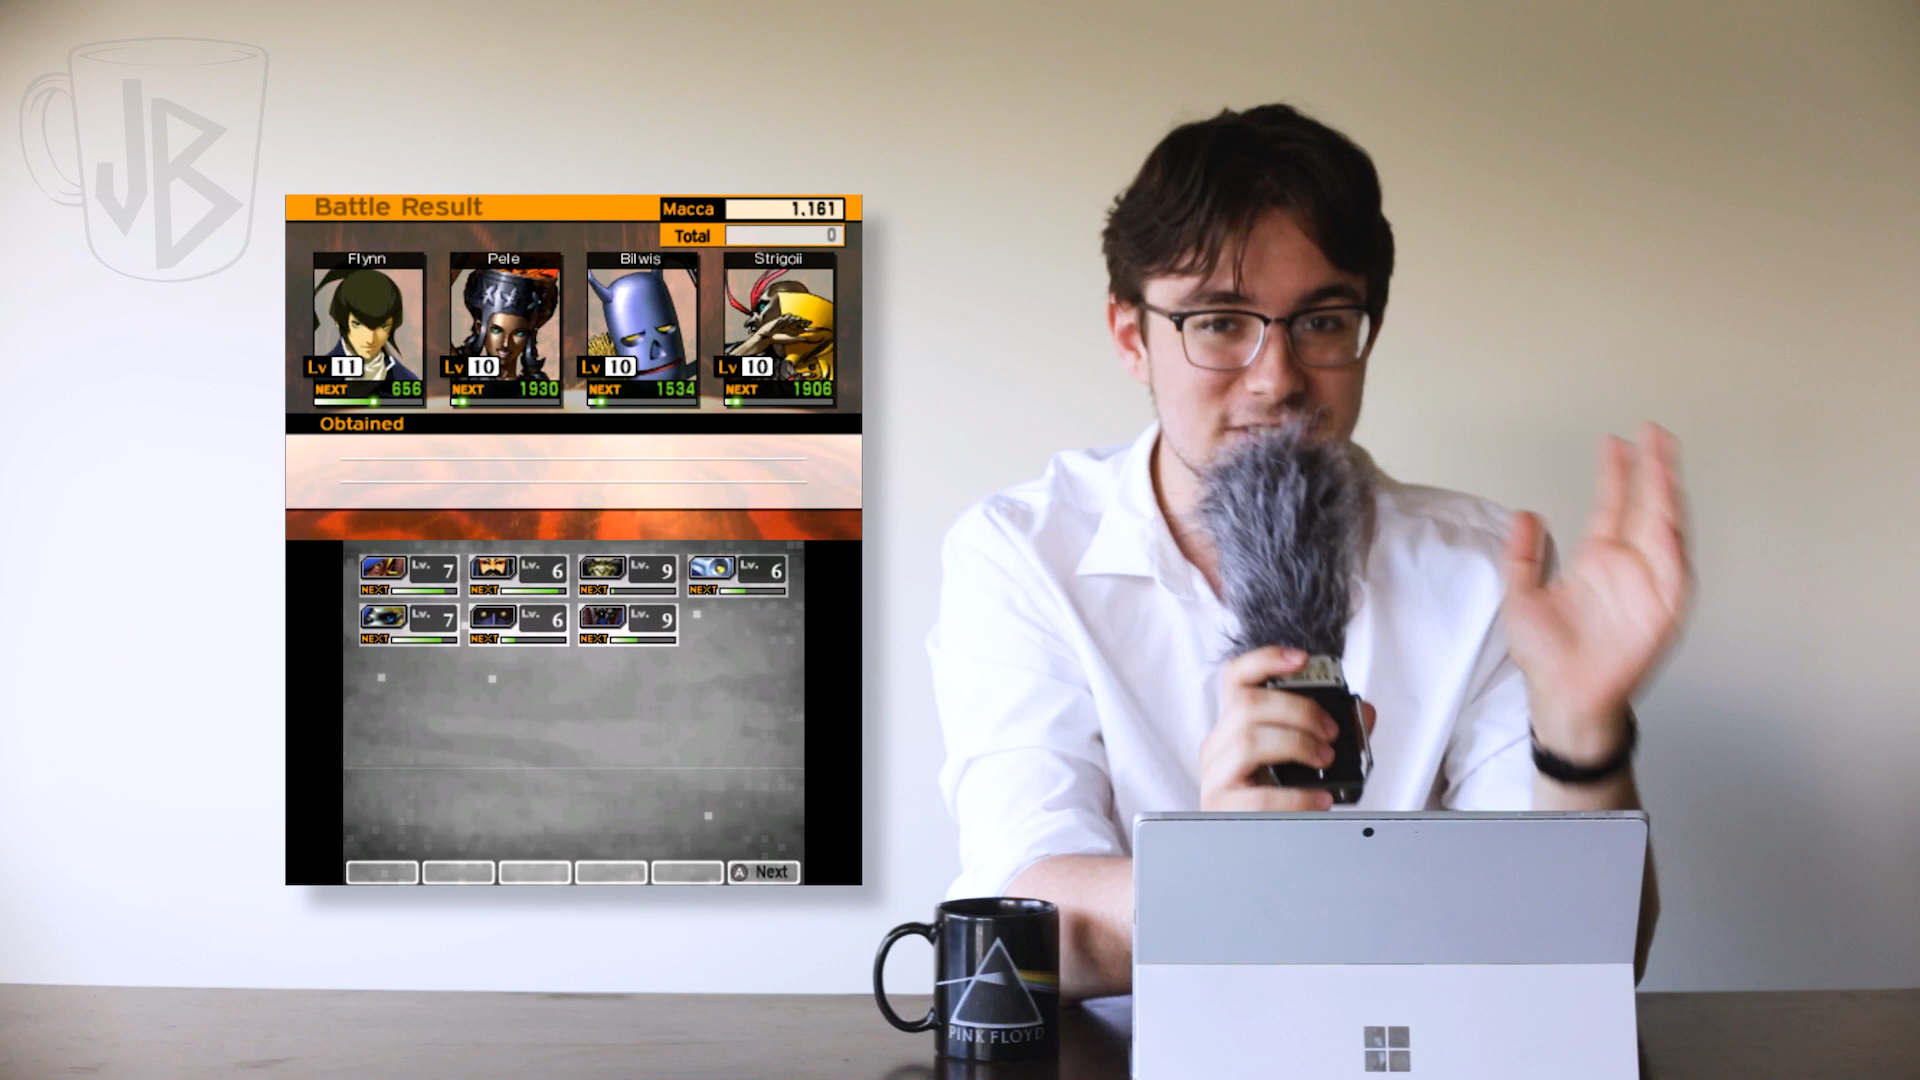 JB
Battle Result
Macca 1,161
Total 0
Flynn Pele Bilwis Strigoii
Lv 11 Lv 10 Lv 10 Lv 10
NEXT 656 NEXT 1930 NEXT 1534 NEXT 1906
Obtained
Lv. 7 Lv. 6 Lv. 9 Lv. 6
NEXT NEXT NEXT NEXT
Lv. 7 Lv. 6 Lv. 9
NEXT NEXT NEXT
A Next
PINK FLOYD